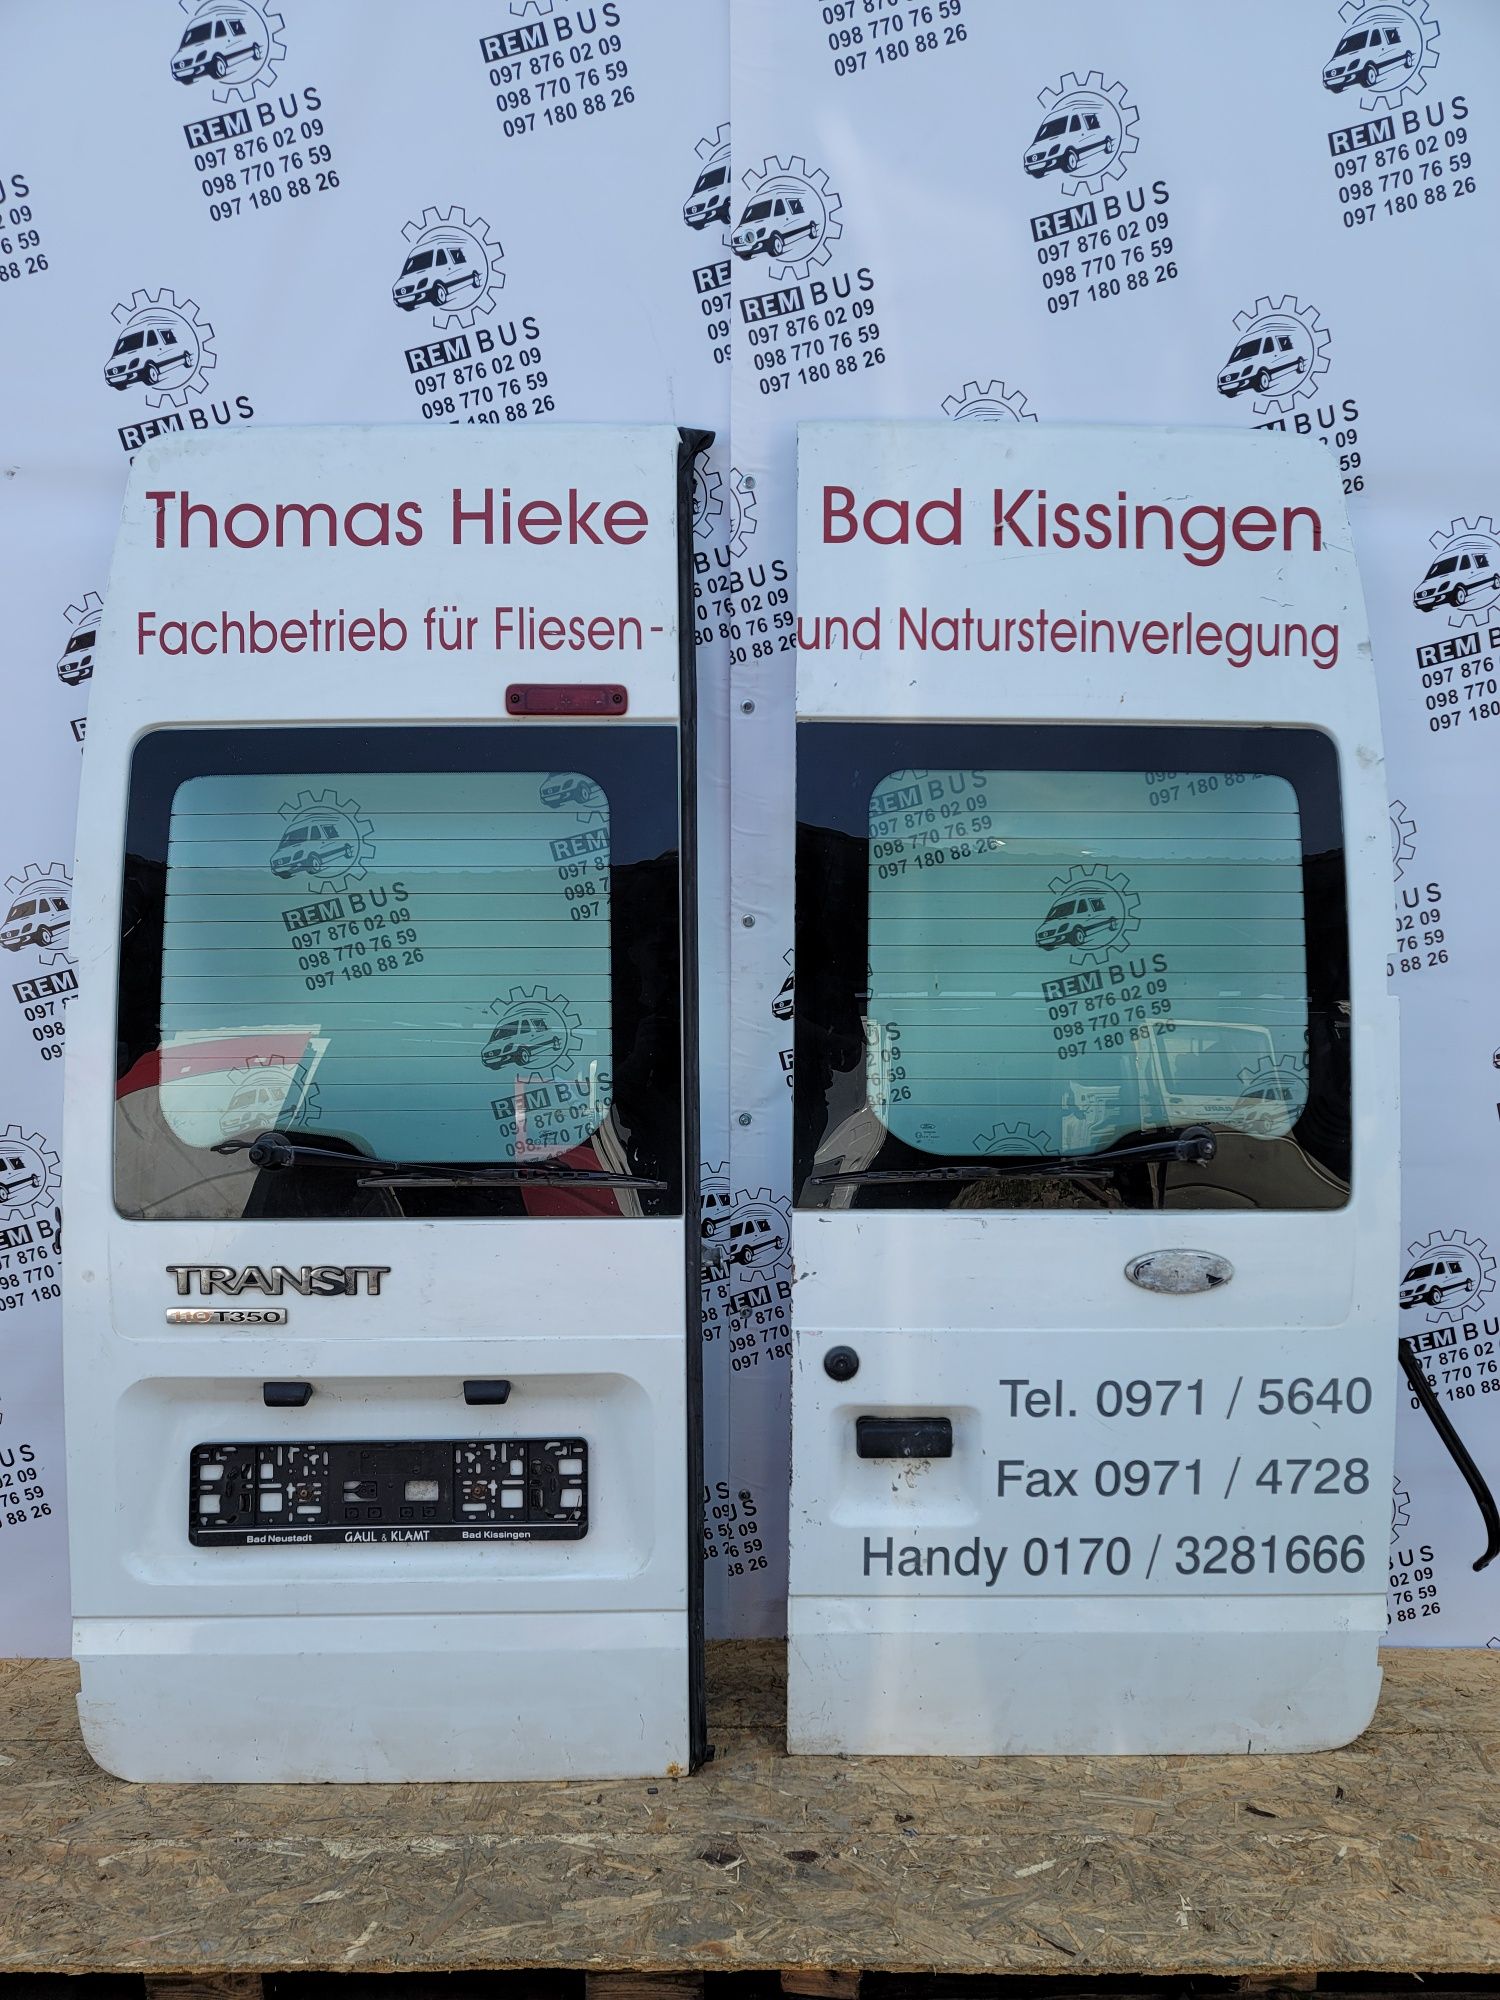 REM BUS
097 876 02 09
098 770 76 59
097 180 88 26
Thomas Hieke
Fachbetrieb für Fliesen-
Bad Kissingen
und Natursteinverlegung
TRANSIT
110 T350
Bad Neustadt GAUL & KLAMT Bad Kissingen
Tel. 0971 / 5640
Fax 0971 / 4728
Handy 0170 / 3281666